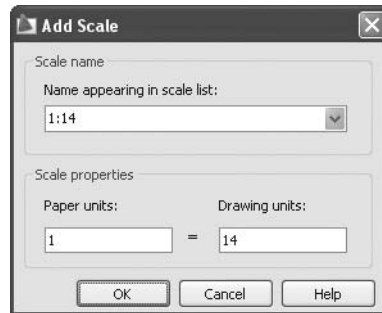 Add Scale
Scale name
Name appearing in scale list:
1:14
Scale properties
Paper units: Drawing units:
1 = 14
OK Cancel Help